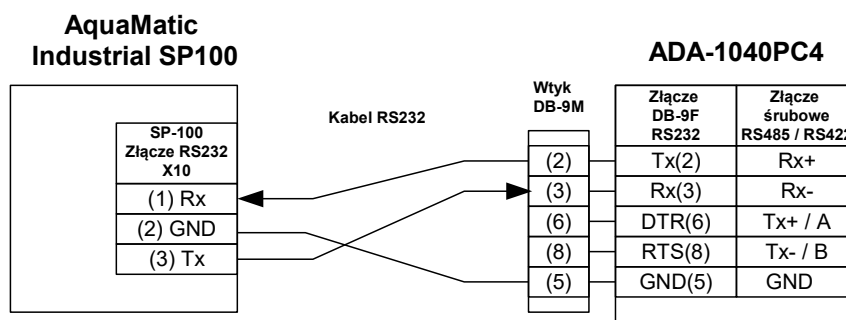 AquaMatic
Industrial SP100
ADA-1040PC4
Kabel RS232
Wtyk
DB-9M
SP-100
Złącze RS232
X10
(1) Rx
(2) GND
(3) Tx
(2)
(3)
(6)
(8)
(5)
Złącze
DB-9F
RS232
Złącze
śrubowe
RS485 / RS422
Tx(2) Rx+
Rx(3) Rx-
DTR(6) Tx+ / A
RTS(8) Tx- / B
GND(5) GND